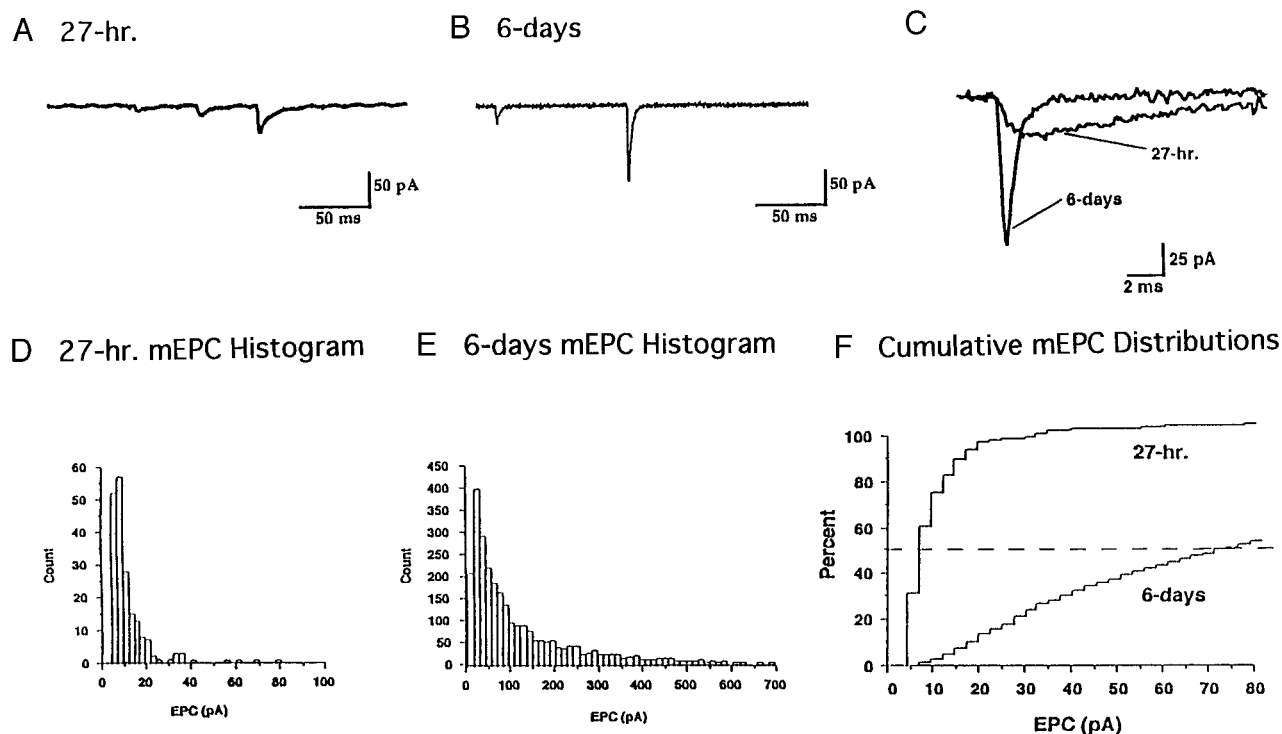 A 27-hr.
50 pA
50 ms
B 6-days
50 pA
50 ms
C
27-hr.
6-days
25 pA
2 ms
D 27-hr. mEPC Histogram
60
50
40
30
20
10
0
Count
0 20 40 60 80 100
EPC (pA)
E 6-days mEPC Histogram
450
400
350
300
250
200
150
100
50
0
Count
0 100 200 300 400 500 600 700
EPC (pA)
F Cumulative mEPC Distributions
100
80
60
40
20
0
Percent
27-hr.
6-days
0 10 20 30 40 50 60 70 80
EPC (pA)